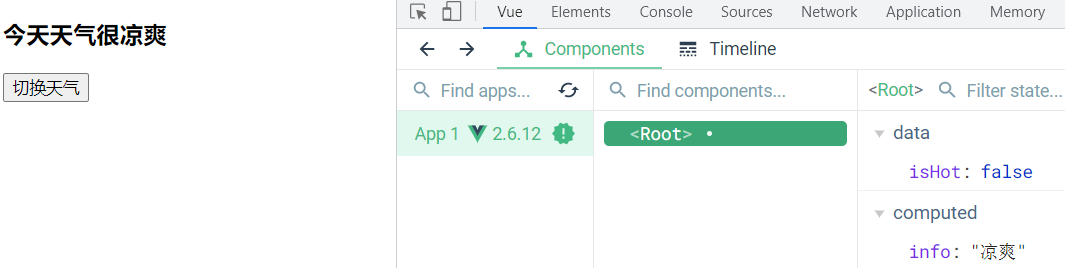 今天天气很凉爽
切换天气
Vue Elements Console Sources Network Application Memory
Components Timeline
Find apps... Find components... <Root> Filter state...
App 1 2.6.12 <Root>
data
isHot: false
computed
info: "凉爽"